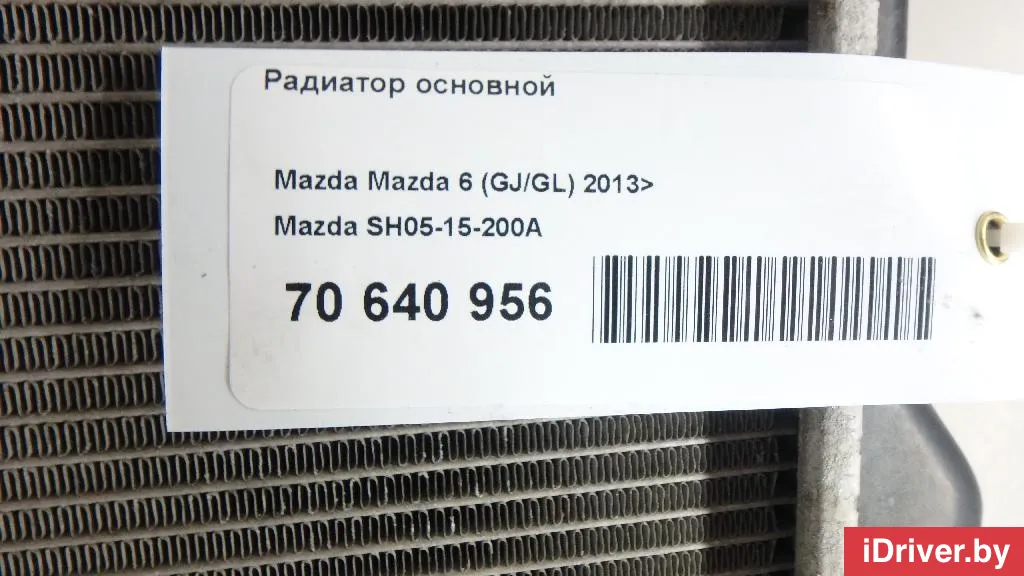 Радиатор основной
Mazda Mazda 6 (GJ/GL) 2013>
Mazda SH05-15-200A
70 640 956
iDriver.by